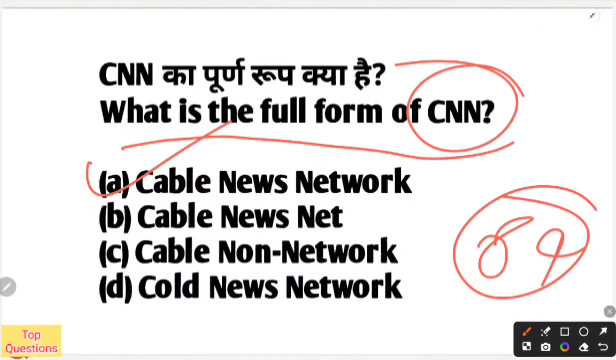 CNN का पूर्ण रूप क्या है?
What is the full form of CNN?
(a) Cable News Network
(b) Cable News Net
(c) Cable Non-Network
(d) Cold News Network
Top
Questions